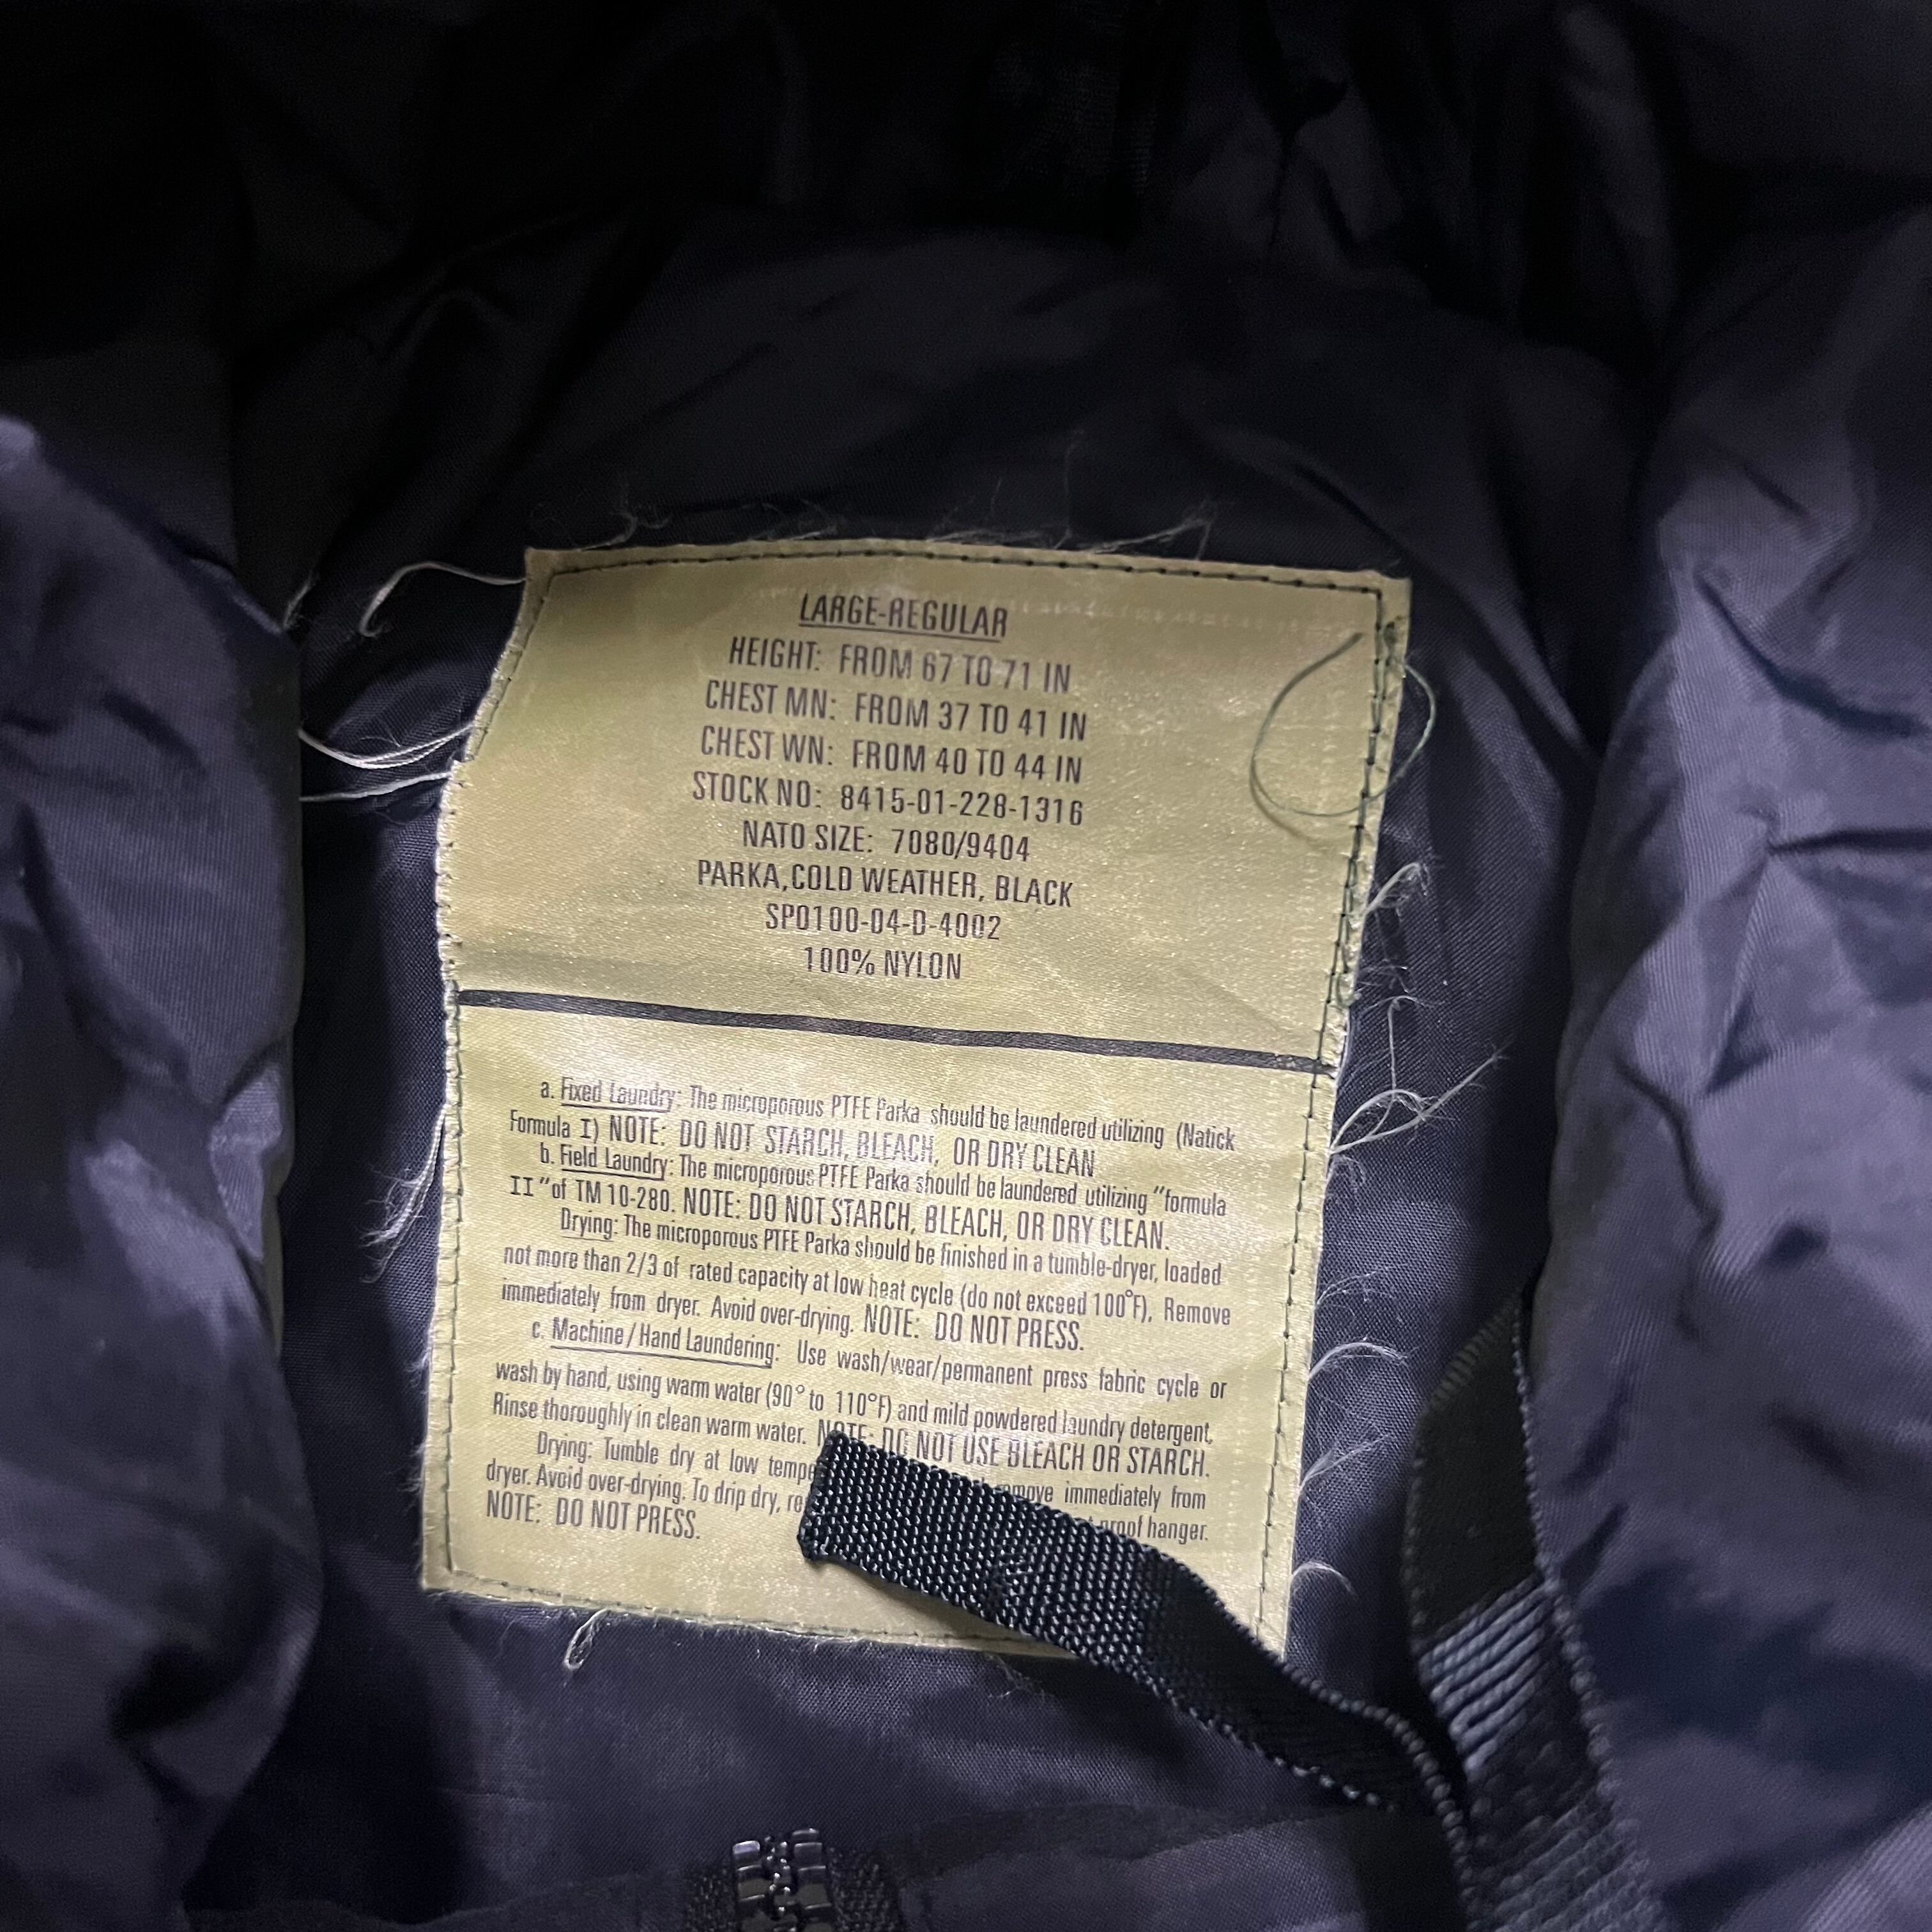 LARGE-REGULAR
HEIGHT: FROM 67 TO 71 IN
CHEST MN: FROM 37 TO 41 IN
CHEST WN: FROM 40 TO 44 IN
STOCK NO: 8415-01-228-1316
NATO SIZE: 7080/9404
PARKA,COLD WEATHER, BLACK
SPO100-04-D-4002
100% NYLON
a. Fixed Laundry: The microporous PTFE Parka should be laundered utilizing (Natick
Formula I) NOTE: DO NOT STARCH, BLEACH, OR DRY CLEAN
b. Field Laundry: The microporous PTFE Parka should be laundered utilizing "formula
II" of TM 10-280. NOTE: DO NOT STARCH, BLEACH, OR DRY CLEAN.
Drying: The microporous PTFE Parka should be finished in a tumble-dryer, loaded
not more than 2/3 of rated capacity at low heat cycle (do not exceed 100°F), Remove
immediately from dryer. Avoid over-drying. NOTE: DO NOT PRESS.
c. Machine/Hand Laundering: Use wash/wear/permanent press fabric cycle or
wash by hand, using warm water (90° to 110°F) and mild powdered laundry detergent,
Rinse thoroughly in clean warm water. NOTE: DO NOT USE BLEACH OR STARCH.
Drying: Tumble dry at low immediately from
dryer. Avoid over-drying. To drip dry, proof hanger.
NOTE: DO NOT PRESS.